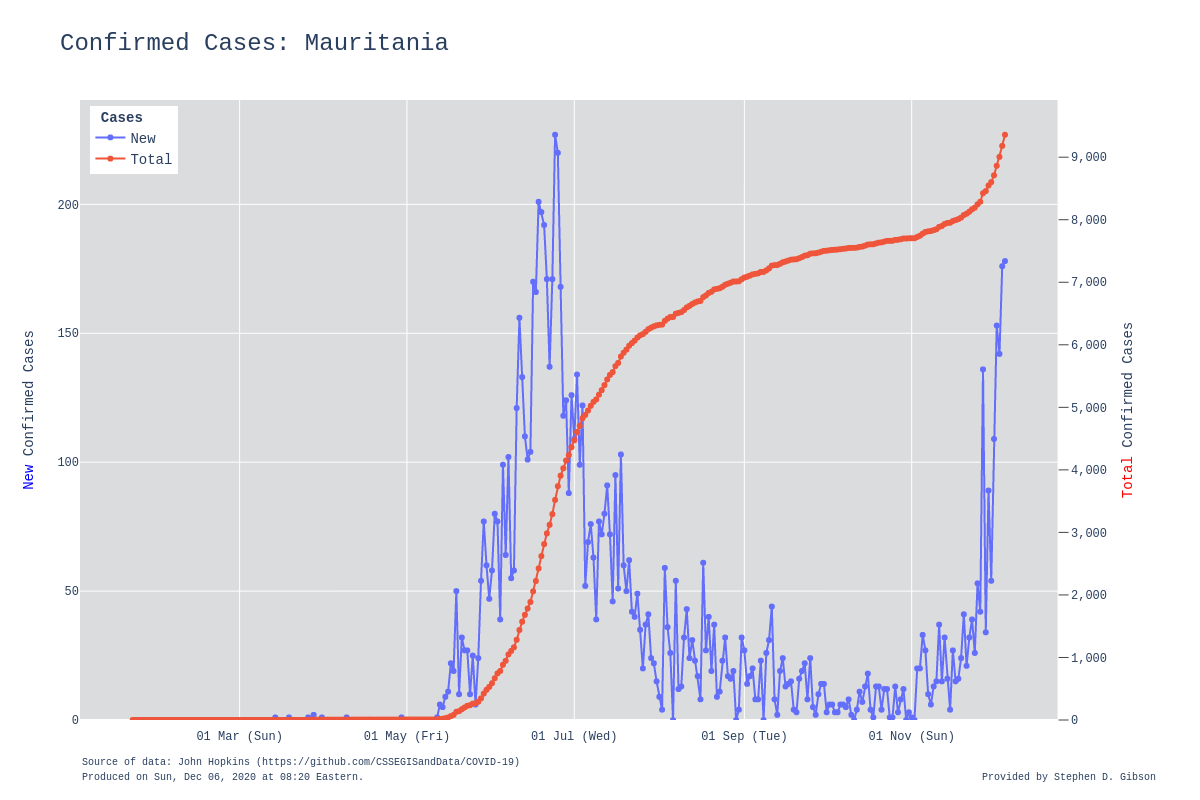 Confirmed Cases: Mauritania
Cases
New
Total
200
150
100
50
0
9,000
8,000
7,000
6,000
5,000
4,000
3,000
2,000
1,000
0
New Confirmed Cases
Total Confirmed Cases
01 Mar (Sun)
01 May (Fri)
01 Jul (Wed)
01 Sep (Tue)
01 Nov (Sun)
Source of data: John Hopkins (https://github.com/CSSEGISandData/COVID-19)
Produced on Sun, Dec 06, 2020 at 08:20 Eastern.
Provided by Stephen D. Gibson